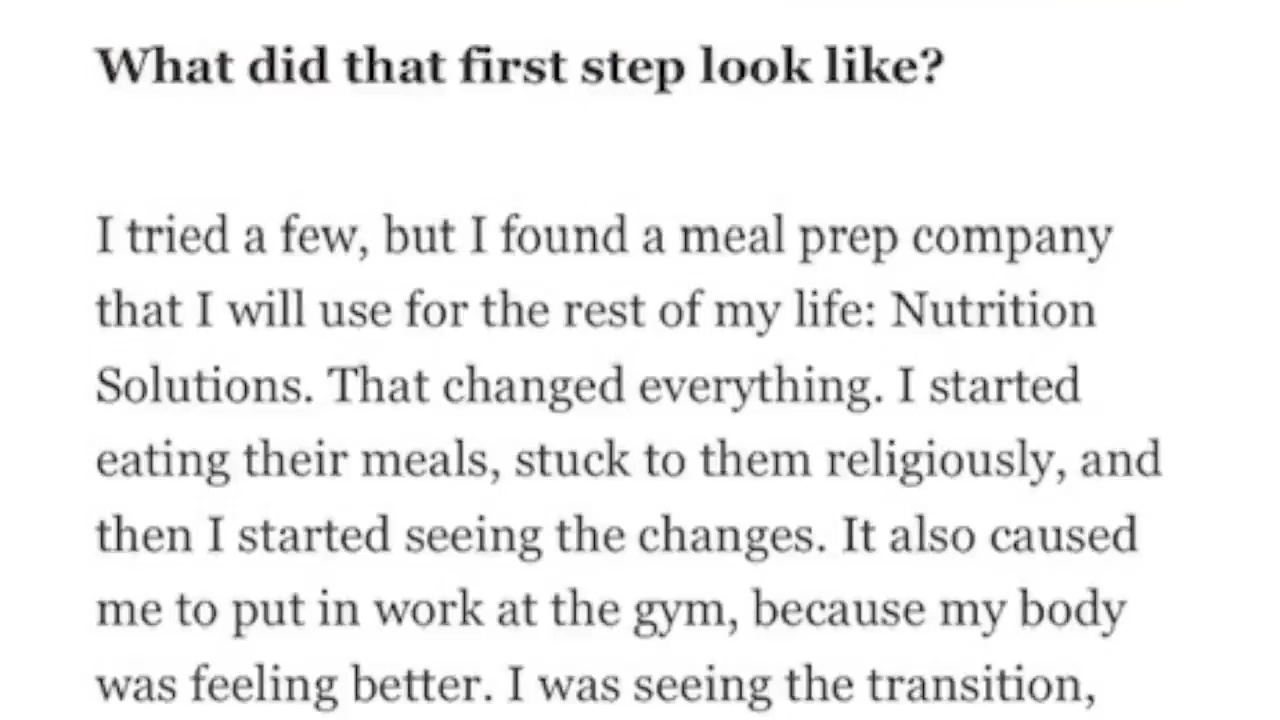 What did that first step look like?
I tried a few, but I found a meal prep company
that I will use for the rest of my life: Nutrition
Solutions. That changed everything. I started
eating their meals, stuck to them religiously, and
then I started seeing the changes. It also caused
me to put in work at the gym, because my body
was feeling better. I was seeing the transition,